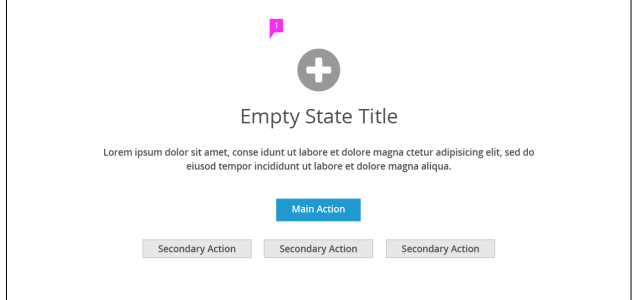 1
Empty State Title
Lorem ipsum dolor sit amet, conse idunt ut labore et dolore magna ctetur adipisicing elit, sed do
eiusod tempor incididunt ut labore et dolore magna aliqua.
Main Action
Secondary Action Secondary Action Secondary Action